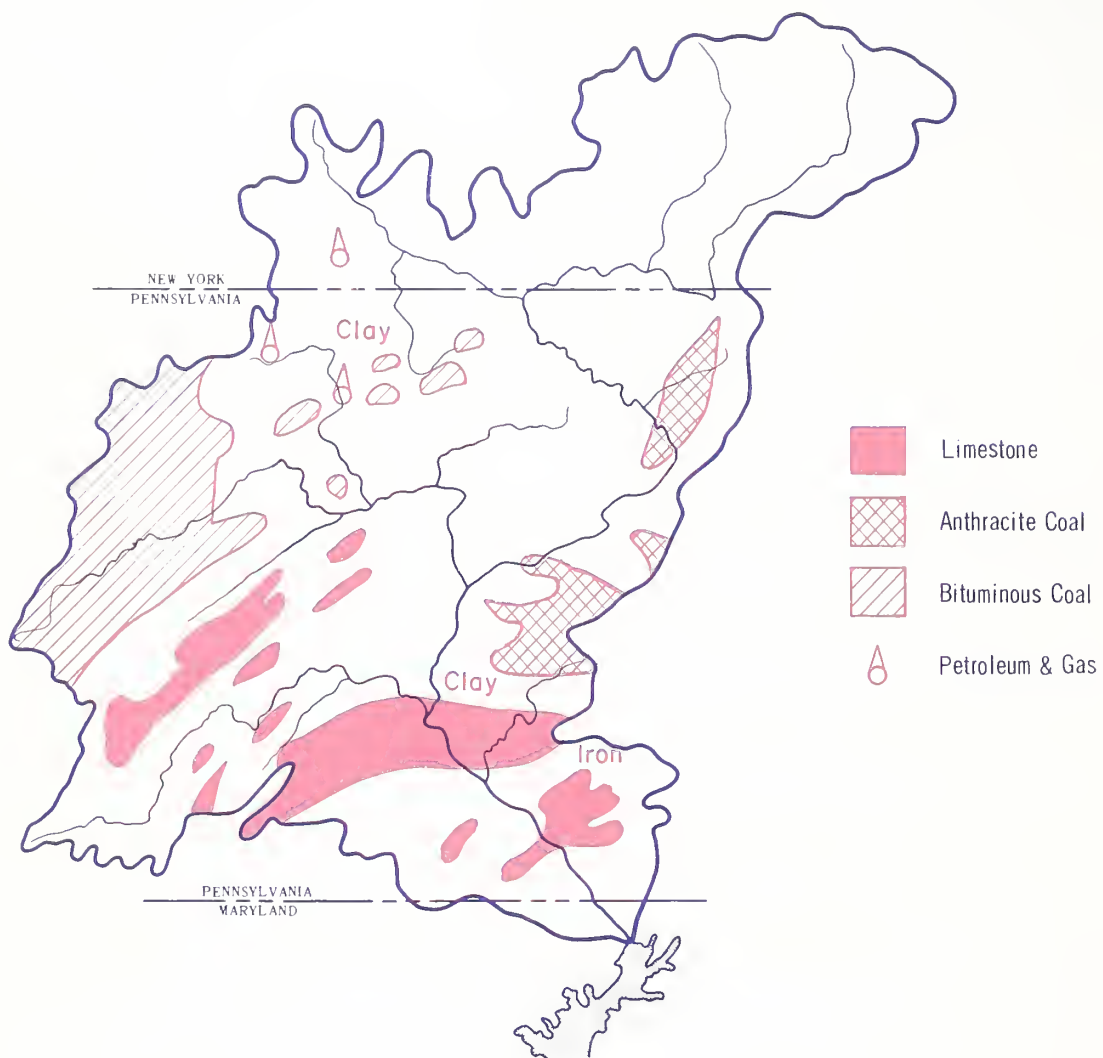 NEW YORK
PENNSYLVANIA
Clay
Limestone
Anthracite Coal
Bituminous Coal
Petroleum & Gas
Clay
Iron
PENNSYLVANIA
MARYLAND